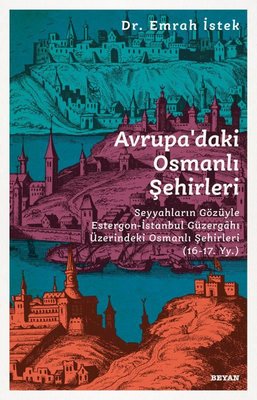 Dr. Emrah İstek
Avrupa'daki
Osmanlı
Şehirleri
Seyyahların Gözüyle
Estergon-İstanbul Güzergâhı
Üzerindeki Osmanlı Şehirleri
(16-17. Yy.)
BEYAN